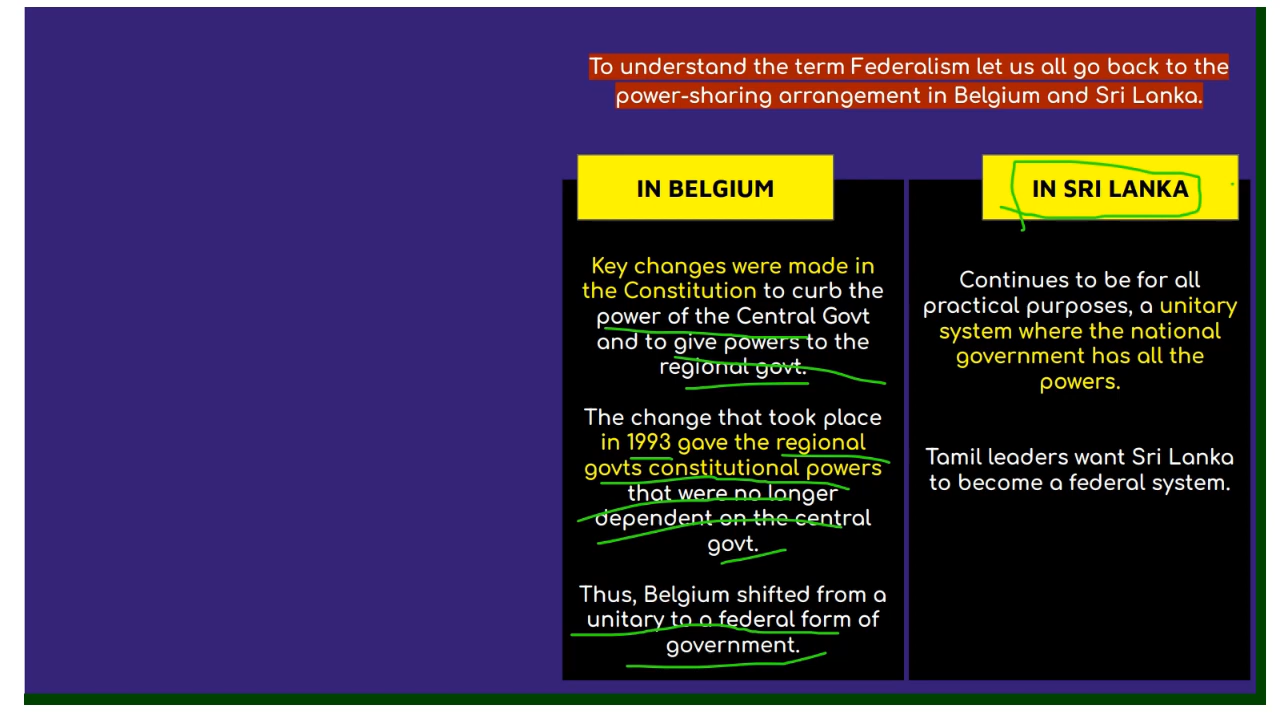 To understand the term Federalism let us all go back to the
power-sharing arrangement in Belgium and Sri Lanka.
IN BELGIUM
Key changes were made in
the Constitution to curb the
power of the Central Govt
and to give powers to the
regional govt.
The change that took place
in 1993 gave the regional
govts constitutional powers
that were no longer
dependent on the central
govt.
Thus, Belgium shifted from a
unitary to a federal form of
government.
IN SRI LANKA
Continues to be for all
practical purposes, a unitary
system where the national
government has all the
powers.
Tamil leaders want Sri Lanka
to become a federal system.